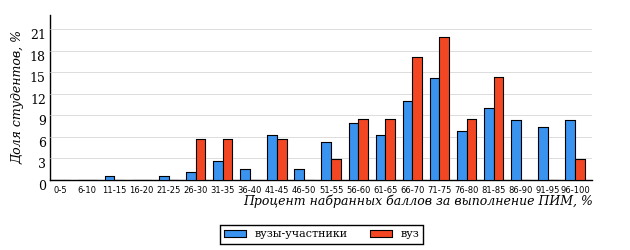 Доля студентов, %
21
18
15
12
9
6
3
0
0-5 6-10 11-15 16-20 21-25 26-30 31-35 36-40 41-45 46-50 51-55 56-60 61-65 66-70 71-75 76-80 81-85 86-90 91-95 96-100
Процент набранных баллов за выполнение ПИМ, %
вузы-участники вуз